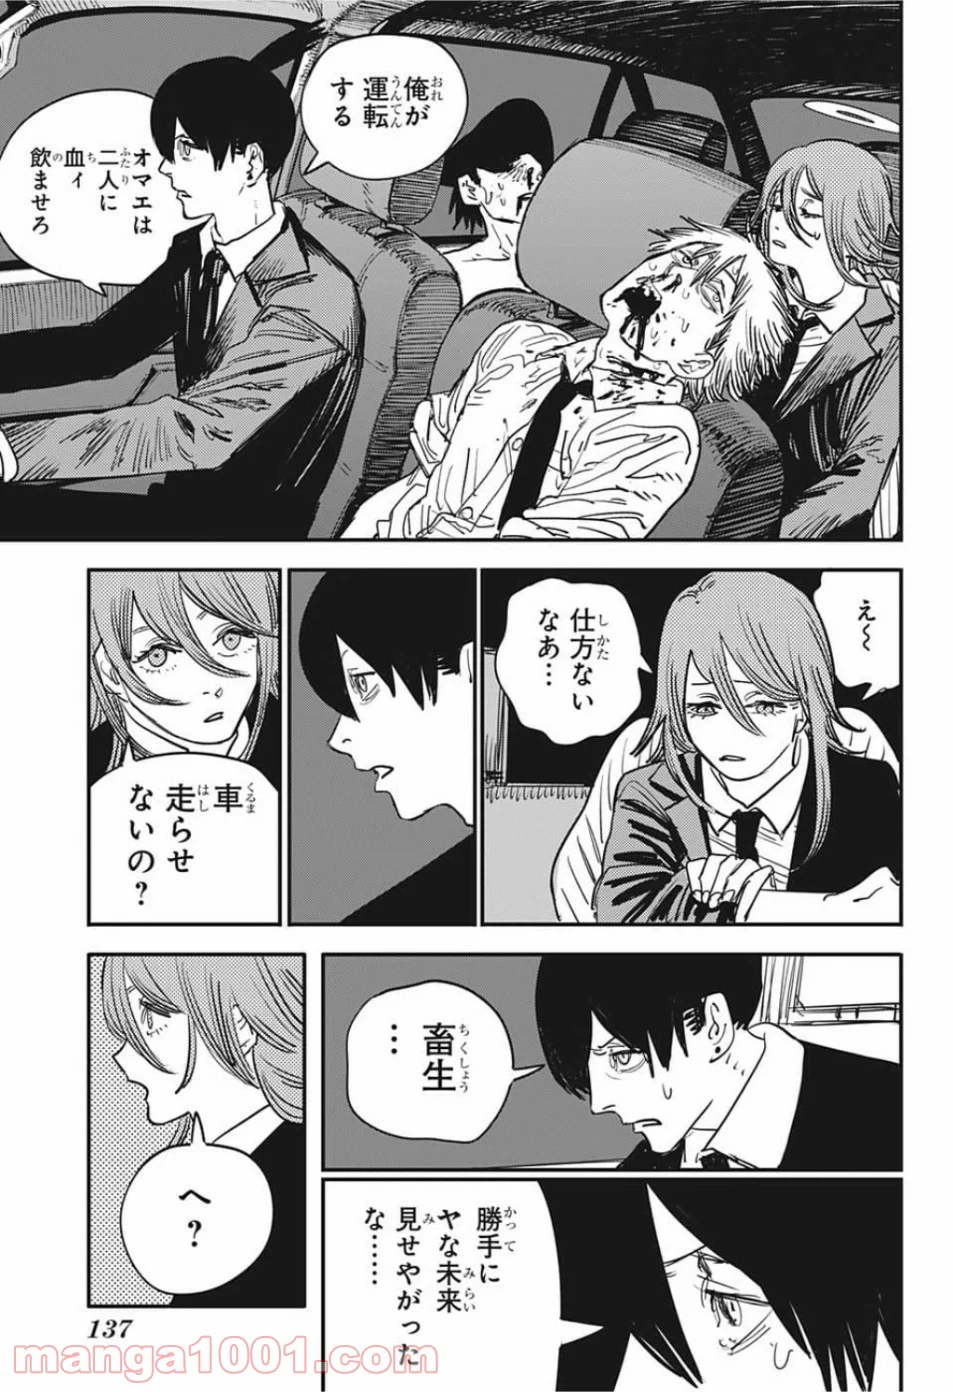 俺が
運転
する
オマエは
二人に
血ィ
飲ませろ
え〜
仕方ない
なあ…
車
走らせ
ないの？
畜生
…
勝手に
ヤな未来
見せやがった
な……
へ？
137
manga1001.com